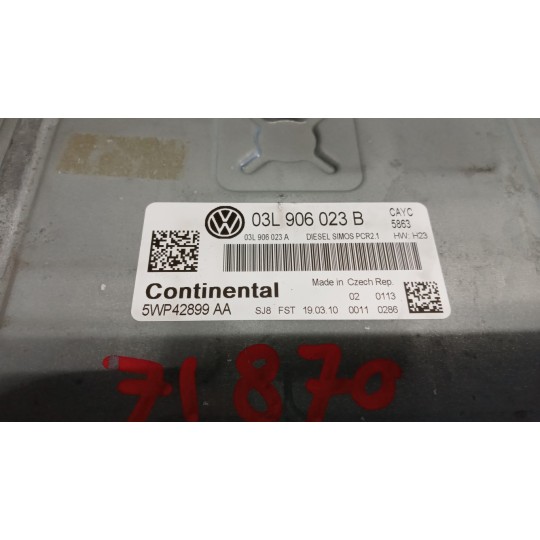 03L 906 023 B CAYC 5863
03L 906 023 A DIESEL SIMOS PCR2.1 HW: H23
Continental Made in Czech Rep.
02 0113
5WP42899 AA SJ8 FST 19.03.10 0011 0286
71870